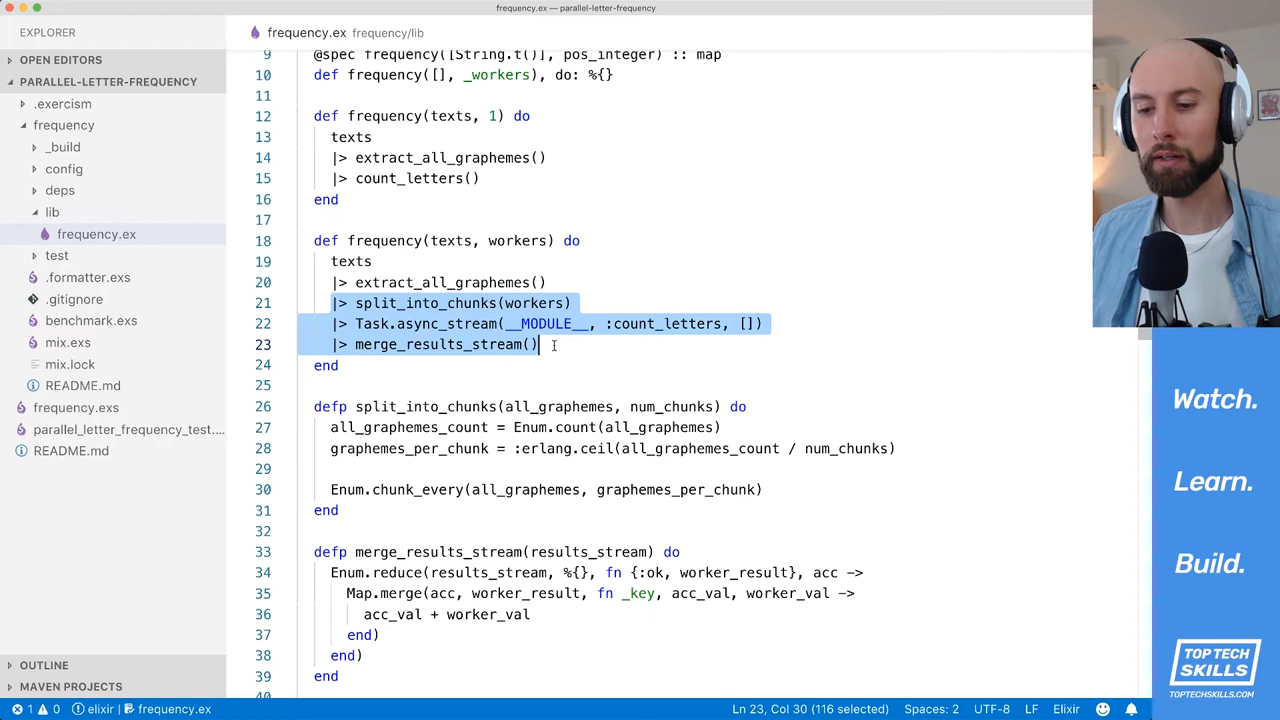 frequency.ex — parallel-letter-frequency
EXPLORER
OPEN EDITORS
PARALLEL-LETTER-FREQUENCY
.exercism
frequency
_build
config
deps
lib
frequency.ex
test
.formatter.exs
.gitignore
benchmark.exs
mix.exs
mix.lock
README.md
frequency.exs
parallel_letter_frequency_test....
README.md
OUTLINE
MAVEN PROJECTS
frequency.ex frequency/lib
9 @spec frequency([String.t()], pos_integer) :: map
10 def frequency([], _workers), do: %{}
11
12 def frequency(texts, 1) do
13 texts
14 |> extract_all_graphemes()
15 |> count_letters()
16 end
17
18 def frequency(texts, workers) do
19 texts
20 |> extract_all_graphemes()
21 |> split_into_chunks(workers)
22 |> Task.async_stream(__MODULE__, :count_letters, [])
23 |> merge_results_stream()
24 end
25
26 defp split_into_chunks(all_graphemes, num_chunks) do
27 all_graphemes_count = Enum.count(all_graphemes)
28 graphemes_per_chunk = :erlang.ceil(all_graphemes_count / num_chunks)
29
30 Enum.chunk_every(all_graphemes, graphemes_per_chunk)
31 end
32
33 defp merge_results_stream(results_stream) do
34 Enum.reduce(results_stream, %{}, fn {:ok, worker_result}, acc ->
35 Map.merge(acc, worker_result, fn _key, acc_val, worker_val ->
36 acc_val + worker_val
37 end)
38 end)
39 end
Watch.
Learn.
Build.
TOP TECH
SKILLS
TOPTECHSKILLS.COM
1 0 elixir | frequency.ex
Ln 23, Col 30 (116 selected) Spaces: 2 UTF-8 LF Elixir